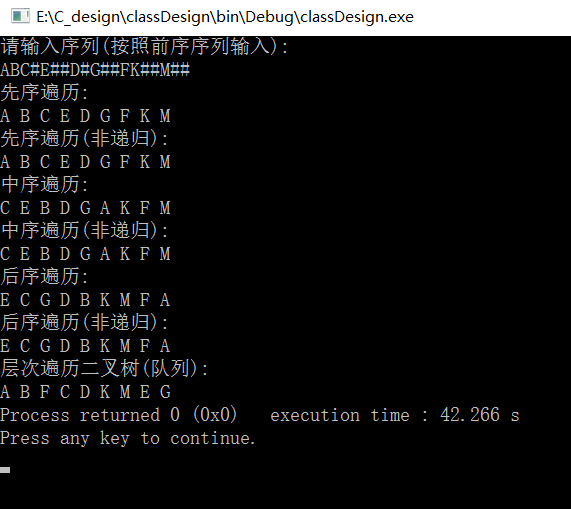 E:\C_design\classDesign\bin\Debug\classDesign.exe
请输入序列(按照前序序列输入):
ABC#E##D#G##FK##M##
先序遍历:
A B C E D G F K M
先序遍历(非递归):
A B C E D G F K M
中序遍历:
C E B D G A K F M
中序遍历(非递归):
C E B D G A K F M
后序遍历:
E C G D B K M F A
后序遍历(非递归):
E C G D B K M F A
层次遍历二叉树(队列):
A B F C D K M E G
Process returned 0 (0x0)   execution time : 42.266 s
Press any key to continue.